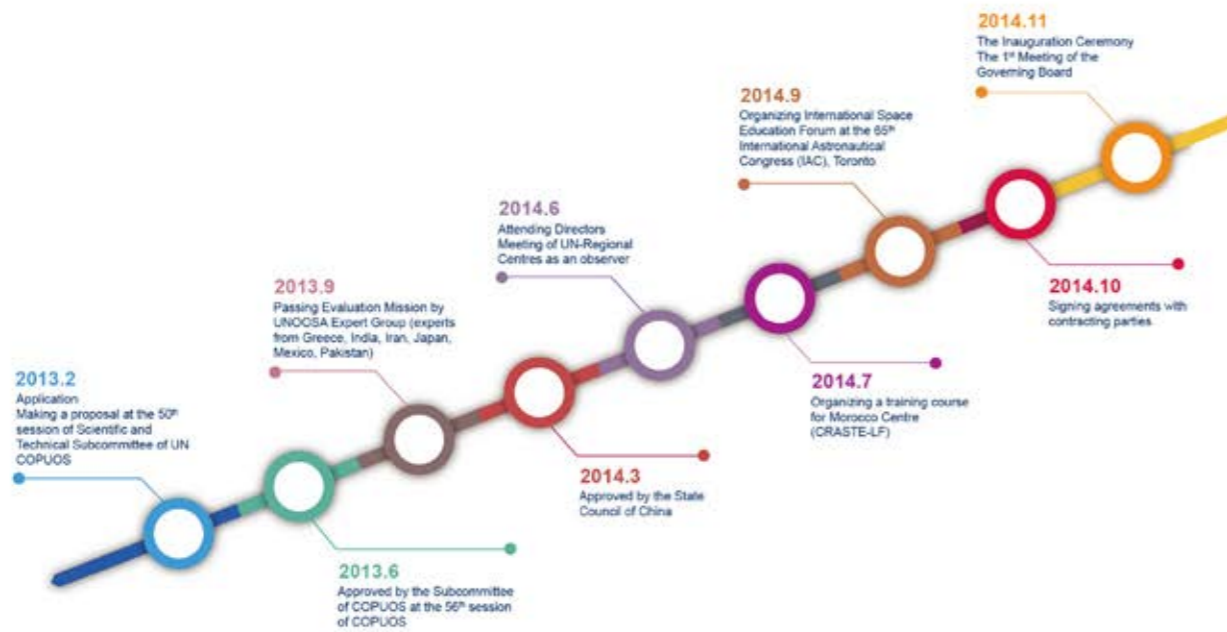 2013.2
Application
Making a proposal at the 50th
session of Scientific and
Technical Subcommittee of UN
COPUOS
2013.6
Approved by the Subcommittee
of COPUOS at the 56th session
of COPUOS
2013.9
Passing Evaluation Mission by
UNOOSA Expert Group (experts
from Greece, India, Iran, Japan,
Mexico, Pakistan)
2014.3
Approved by the State
Council of China
2014.6
Attending Directors
Meeting of UN-Regional
Centres as an observer
2014.7
Organizing a training course
for Morocco Centre
(CRASTE-LF)
2014.9
Organizing International Space
Education Forum at the 65th
International Astronautical
Congress (IAC), Toronto
2014.10
Signing agreements with
contracting parties
2014.11
The Inauguration Ceremony
The 1st Meeting of the
Governing Board